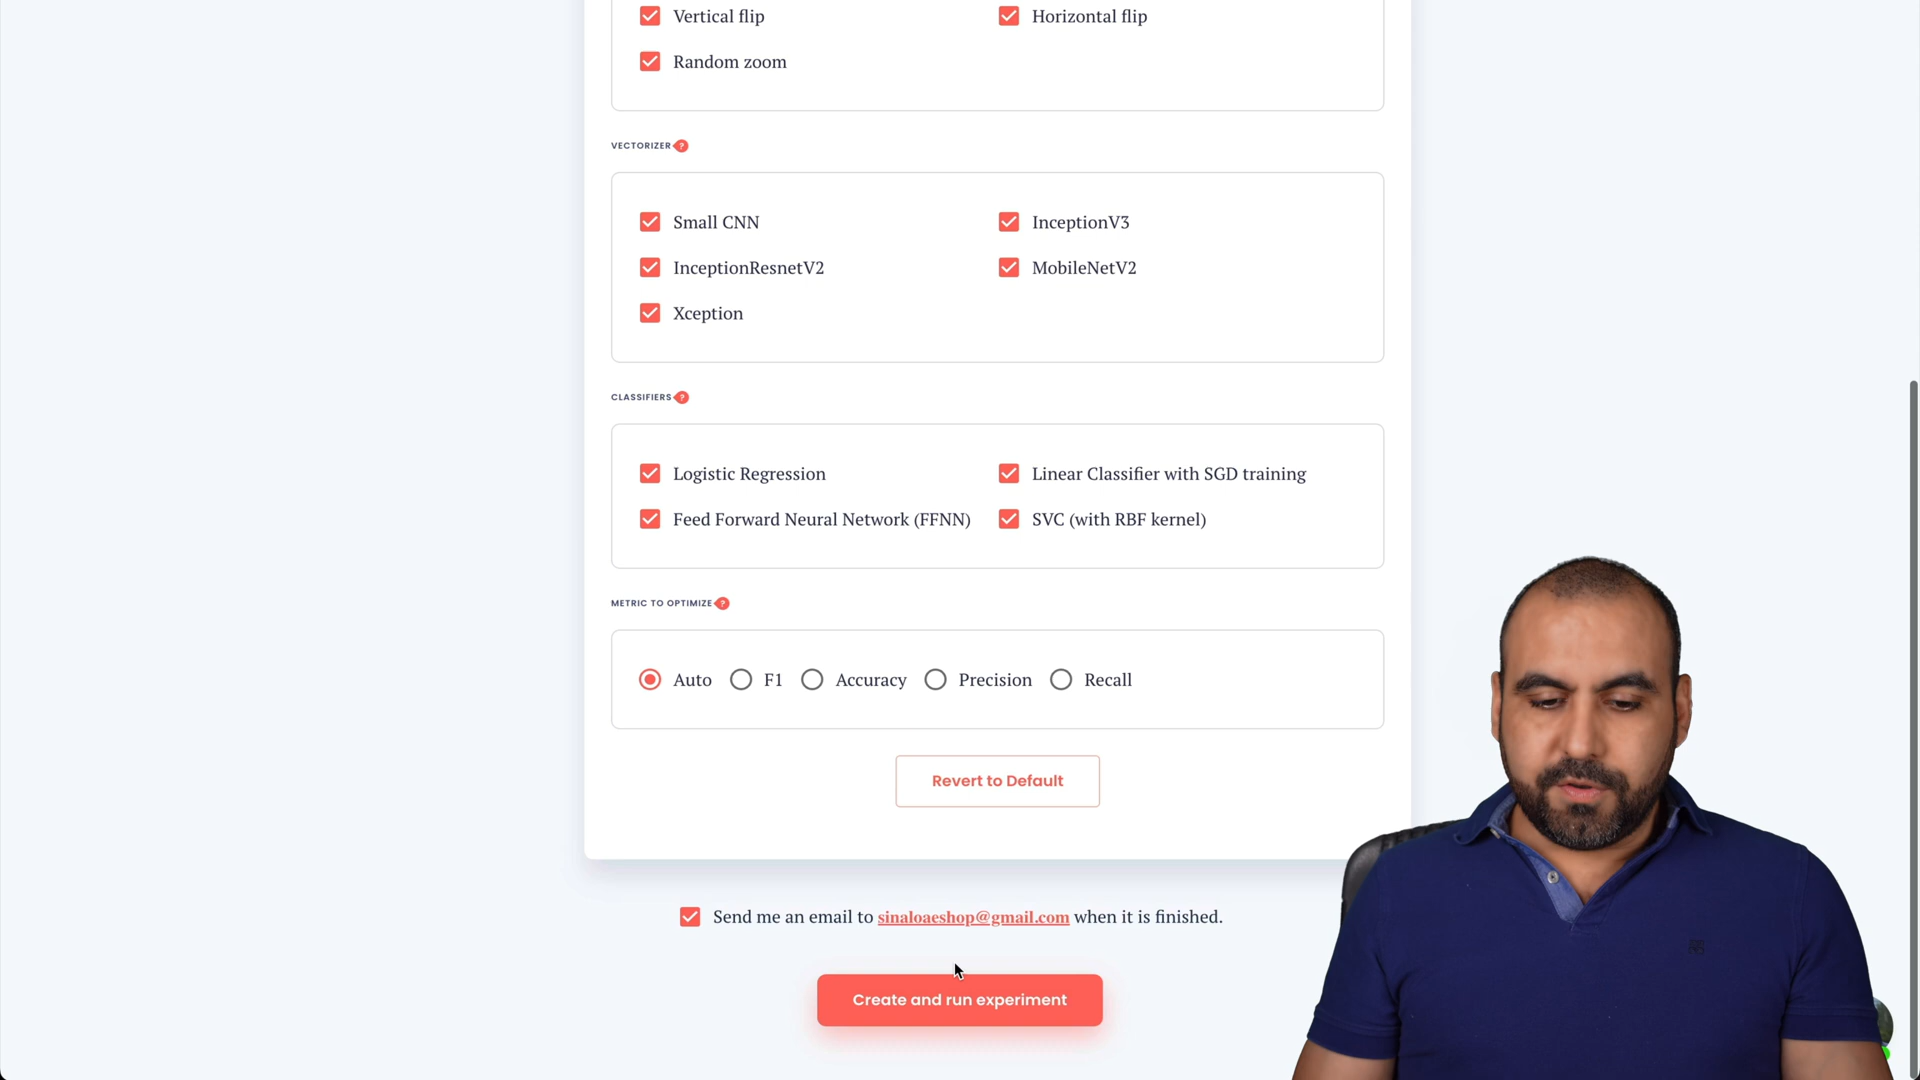 Vertical flip
Horizontal flip
Random zoom
VECTORIZER ?
Small CNN
InceptionV3
InceptionResnetV2
MobileNetV2
Xception
CLASSIFIERS ?
Logistic Regression
Linear Classifier with SGD training
Feed Forward Neural Network (FFNN)
SVC (with RBF kernel)
METRIC TO OPTIMIZE ?
Auto
F1
Accuracy
Precision
Recall
Revert to Default
Send me an email to sinaloaeshop@gmail.com when it is finished.
Create and run experiment